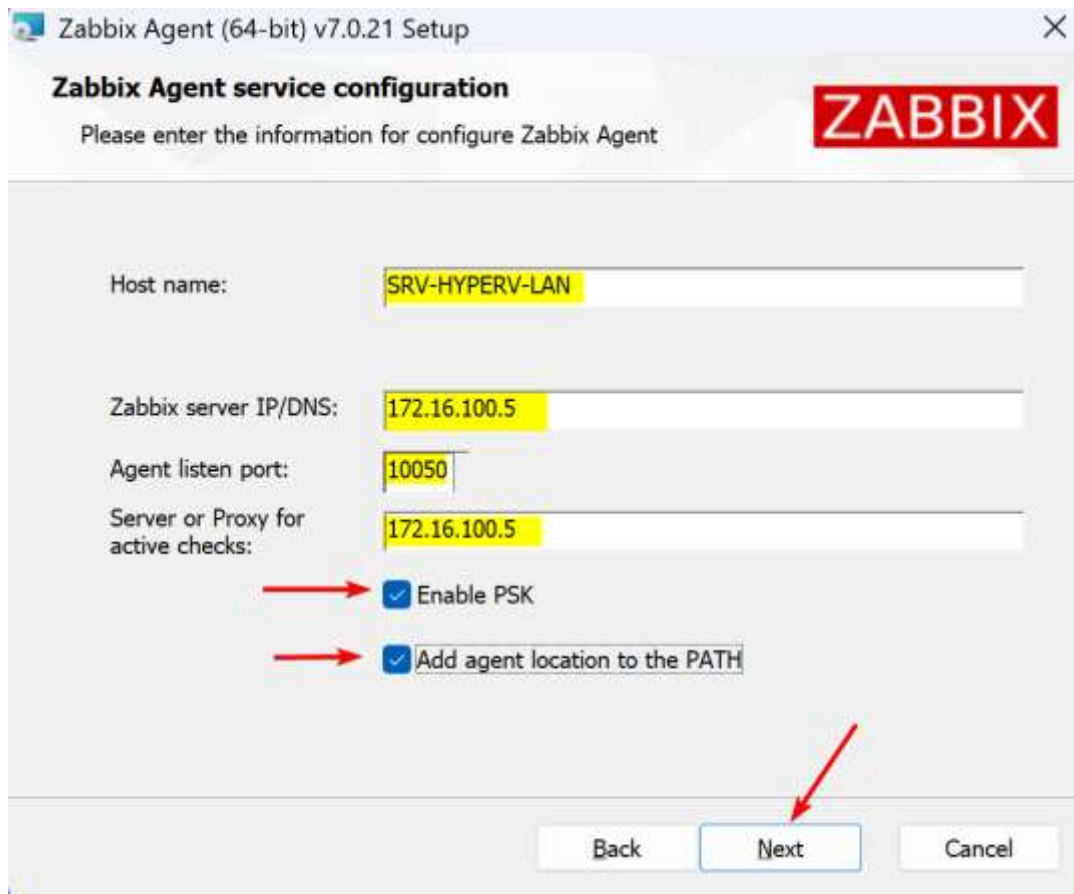 Zabbix Agent (64-bit) v7.0.21 Setup
Zabbix Agent service configuration
Please enter the information for configure Zabbix Agent
ZABBIX
Host name:
SRV-HYPERV-LAN
Zabbix server IP/DNS:
172.16.100.5
Agent listen port:
10050
Server or Proxy for
active checks:
172.16.100.5
Enable PSK
Add agent location to the PATH
Back
Next
Cancel